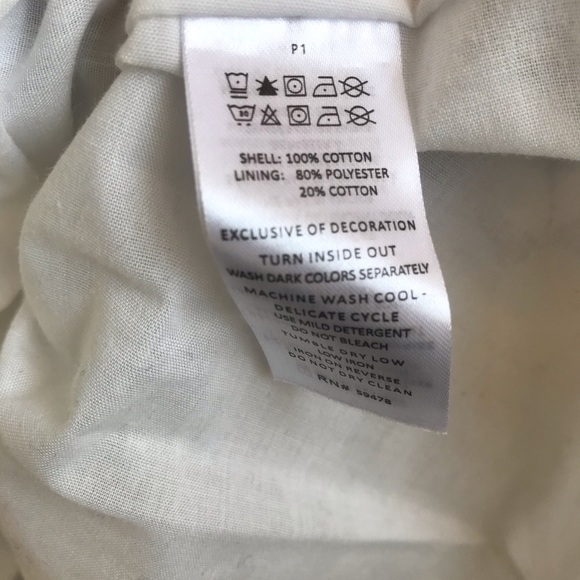 P1
SHELL: 100% COTTON
LINING: 80% POLYESTER
20% COTTON
EXCLUSIVE OF DECORATION
TURN INSIDE OUT
WASH DARK COLORS SEPARATELY
MACHINE WASH COOL -
DELICATE CYCLE
USE MILD DETERGENT
DO NOT BLEACH
TUMBLE DRY LOW
LOW IRON
IRON ON REVERSE
DO NOT DRY CLEAN
RN# 59478